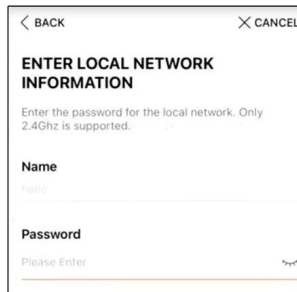 BACK
CANCEL
ENTER LOCAL NETWORK
INFORMATION
Enter the password for the local network. Only
2.4Ghz is supported.
Name
hello
Password
Please Enter